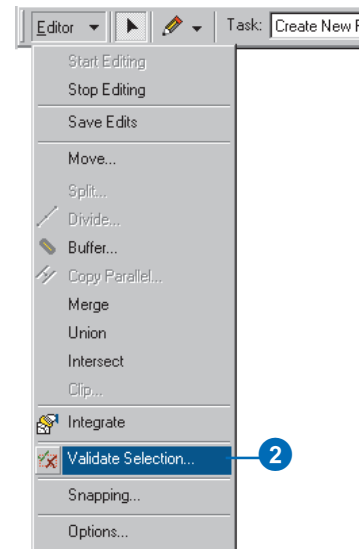 Editor Task: Create New
Start Editing
Stop Editing
Save Edits
Move...
Split...
Divide...
Buffer...
Copy Parallel...
Merge
Union
Intersect
Clip...
Integrate
Validate Selection... 2
Snapping...
Options...